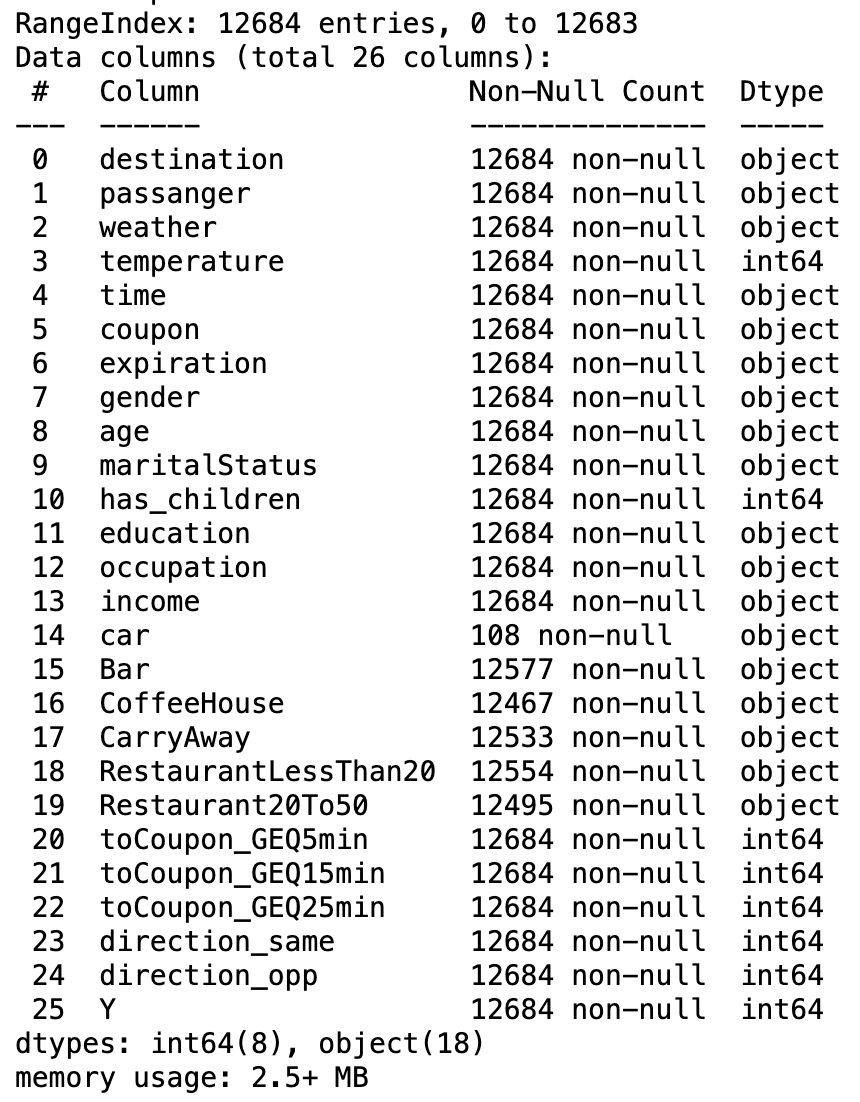 RangeIndex: 12684 entries, 0 to 12683
Data columns (total 26 columns):
 #   Column                Non-Null Count  Dtype
---  ------                --------------  -----
 0   destination           12684 non-null  object
 1   passanger             12684 non-null  object
 2   weather               12684 non-null  object
 3   temperature           12684 non-null  int64
 4   time                  12684 non-null  object
 5   coupon                12684 non-null  object
 6   expiration            12684 non-null  object
 7   gender                12684 non-null  object
 8   age                   12684 non-null  object
 9   maritalStatus         12684 non-null  object
 10  has_children          12684 non-null  int64
 11  education             12684 non-null  object
 12  occupation            12684 non-null  object
 13  income                12684 non-null  object
 14  car                   108 non-null    object
 15  Bar                   12577 non-null  object
 16  CoffeeHouse           12467 non-null  object
 17  CarryAway             12533 non-null  object
 18  RestaurantLessThan20  12554 non-null  object
 19  Restaurant20To50      12495 non-null  object
 20  toCoupon_GEQ5min      12684 non-null  int64
 21  toCoupon_GEQ15min     12684 non-null  int64
 22  toCoupon_GEQ25min     12684 non-null  int64
 23  direction_same        12684 non-null  int64
 24  direction_opp         12684 non-null  int64
 25  Y                     12684 non-null  int64
dtypes: int64(8), object(18)
memory usage: 2.5+ MB